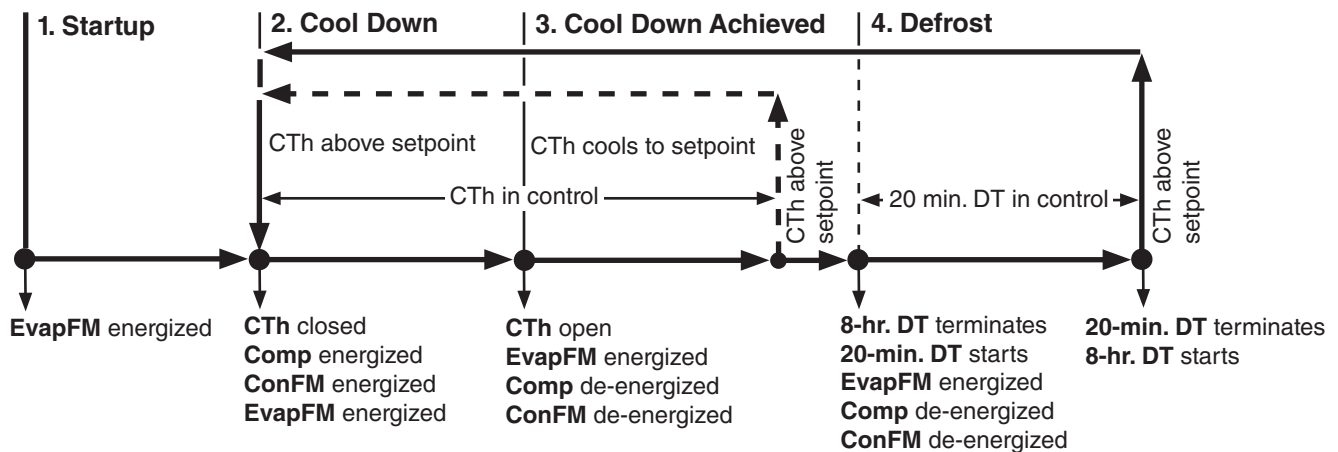 1. Startup
2. Cool Down
3. Cool Down Achieved
4. Defrost
CTh above setpoint
CTh cools to setpoint
CTh in control
CTh above
setpoint
20 min. DT in control
CTh above
setpoint
EvapFM energized
CTh closed
Comp energized
ConFM energized
EvapFM energized
CTh open
EvapFM energized
Comp de-energized
ConFM de-energized
8-hr. DT terminates
20-min. DT starts
EvapFM energized
Comp de-energized
ConFM de-energized
20-min. DT terminates
8-hr. DT starts